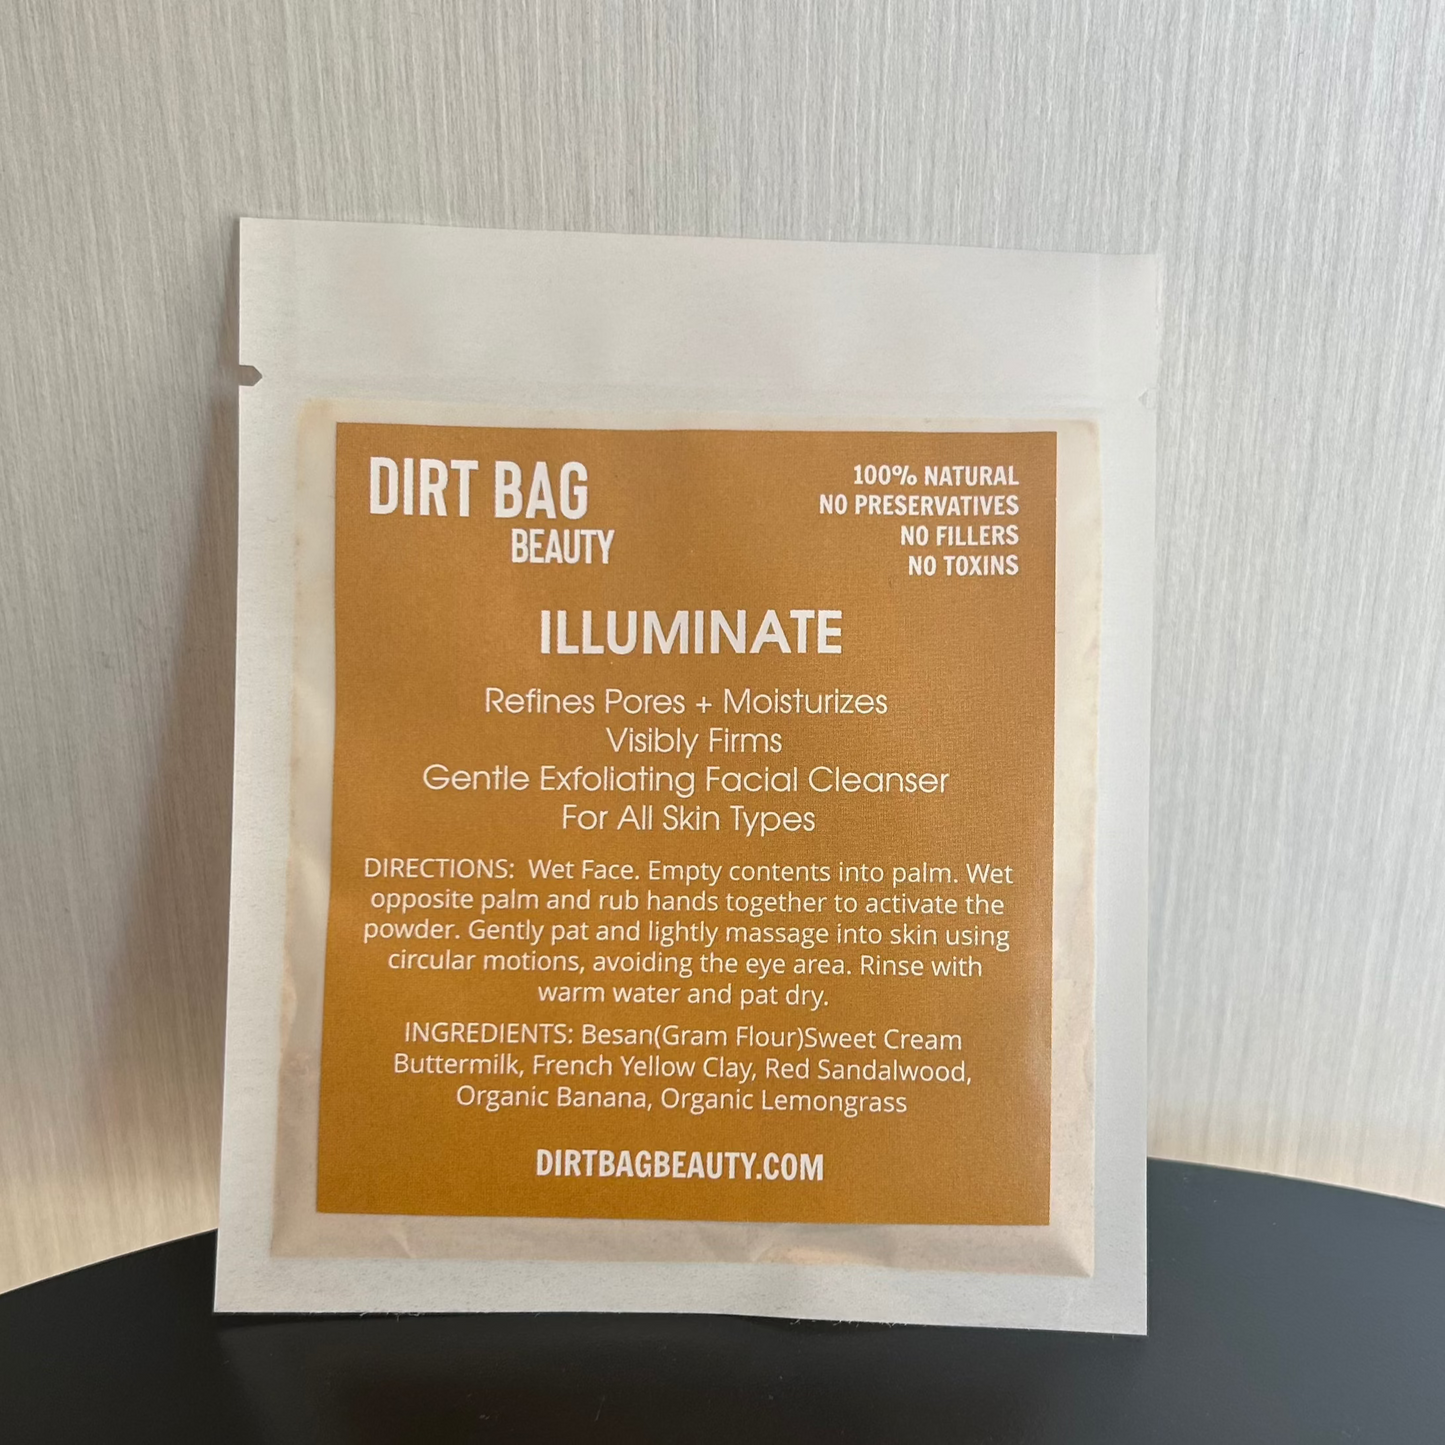 DIRT BAG
BEAUTY
100% NATURAL
NO PRESERVATIVES
NO FILLERS
NO TOXINS
ILLUMINATE
Refines Pores + Moisturizes
Visibly Firms
Gentle Exfoliating Facial Cleanser
For All Skin Types
DIRECTIONS: Wet Face. Empty contents into palm. Wet
opposite palm and rub hands together to activate the
powder. Gently pat and lightly massage into skin using
circular motions, avoiding the eye area. Rinse with
warm water and pat dry.
INGREDIENTS: Besan(Gram Flour)Sweet Cream
Buttermilk, French Yellow Clay, Red Sandalwood,
Organic Banana, Organic Lemongrass
DIRTBAGBEAUTY.COM